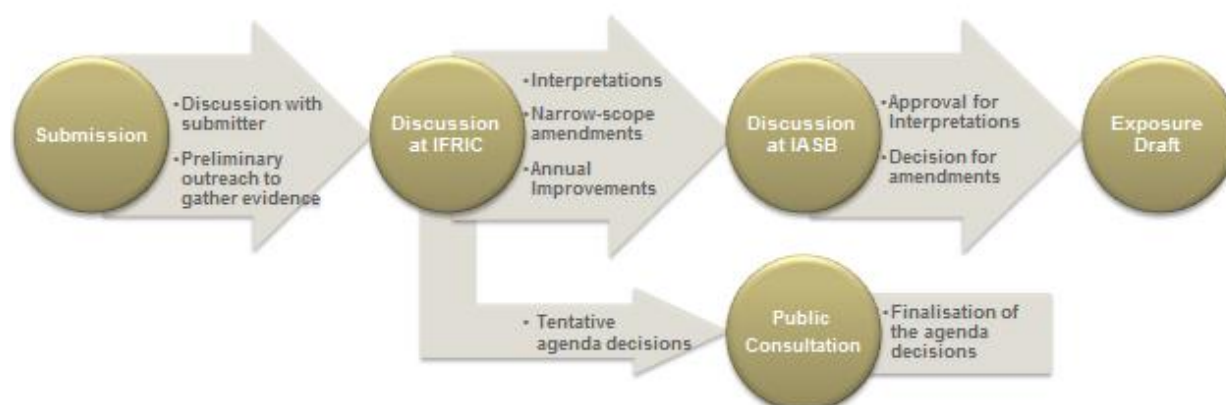 Submission
•Discussion with
submitter
•Preliminary
outreach to
gather evidence
Discussion
at IFRIC
•Interpretations
•Narrow-scope
amendments
•Annual
Improvements
Discussion
at IASB
•Approval for
Interpretations
•Decision for
amendments
Exposure
Draft
• Tentative
agenda decisions
Public
Consultation
•Finalisation of
the agenda
decisions